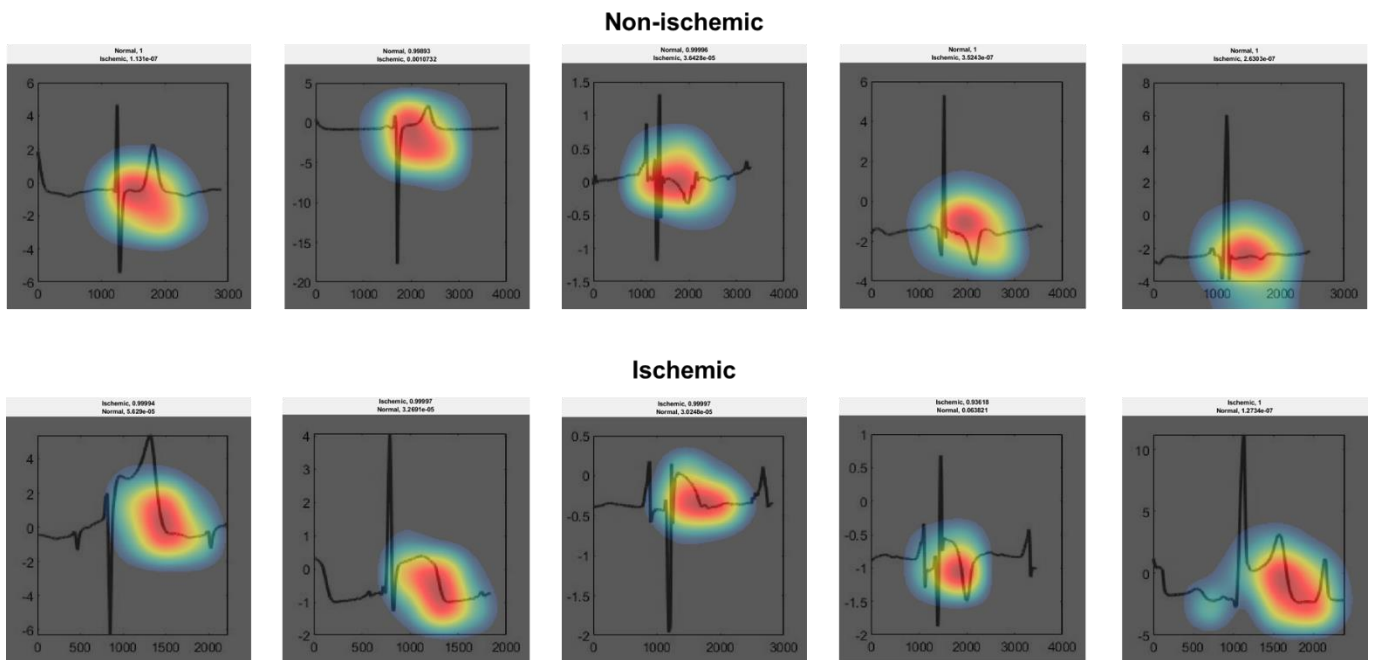 Non-ischemic
Normal, 1
Ischemic, 1.131e-07
Normal, 0.99893
Ischemic, 0.0010732
Normal, 0.99996
Ischemic, 3.6428e-05
Normal, 1
Ischemic, 3.5243e-07
Normal, 1
Ischemic, 2.6303e-07
6
4
2
0
-2
-4
-6
0 1000 2000 3000
5
0
-5
-10
-15
-20
0 1000 2000 3000 4000
1.5
1
0.5
0
-0.5
-1
-1.5
0 1000 2000 3000 4000
6
4
2
0
-2
-4
0 1000 2000 3000 4000
8
6
4
2
0
-2
-4
0 1000 2000 3000
Ischemic
Ischemic, 0.99994
Normal, 5.629e-05
Ischemic, 0.99997
Normal, 3.2691e-05
Ischemic, 0.99997
Normal, 3.0248e-05
Ischemic, 0.93618
Normal, 0.063821
Ischemic, 1
Normal, 1.2734e-07
4
2
0
-2
-4
-6
0 500 1000 1500 2000
4
3
2
1
0
-1
-2
0 500 1000 1500 2000
0.5
0
-0.5
-1
-1.5
-2
0 1000 2000 3000
1
0.5
0
-0.5
-1
-1.5
-2
0 1000 2000 3000 4000
10
5
0
-5
0 500 1000 1500 2000